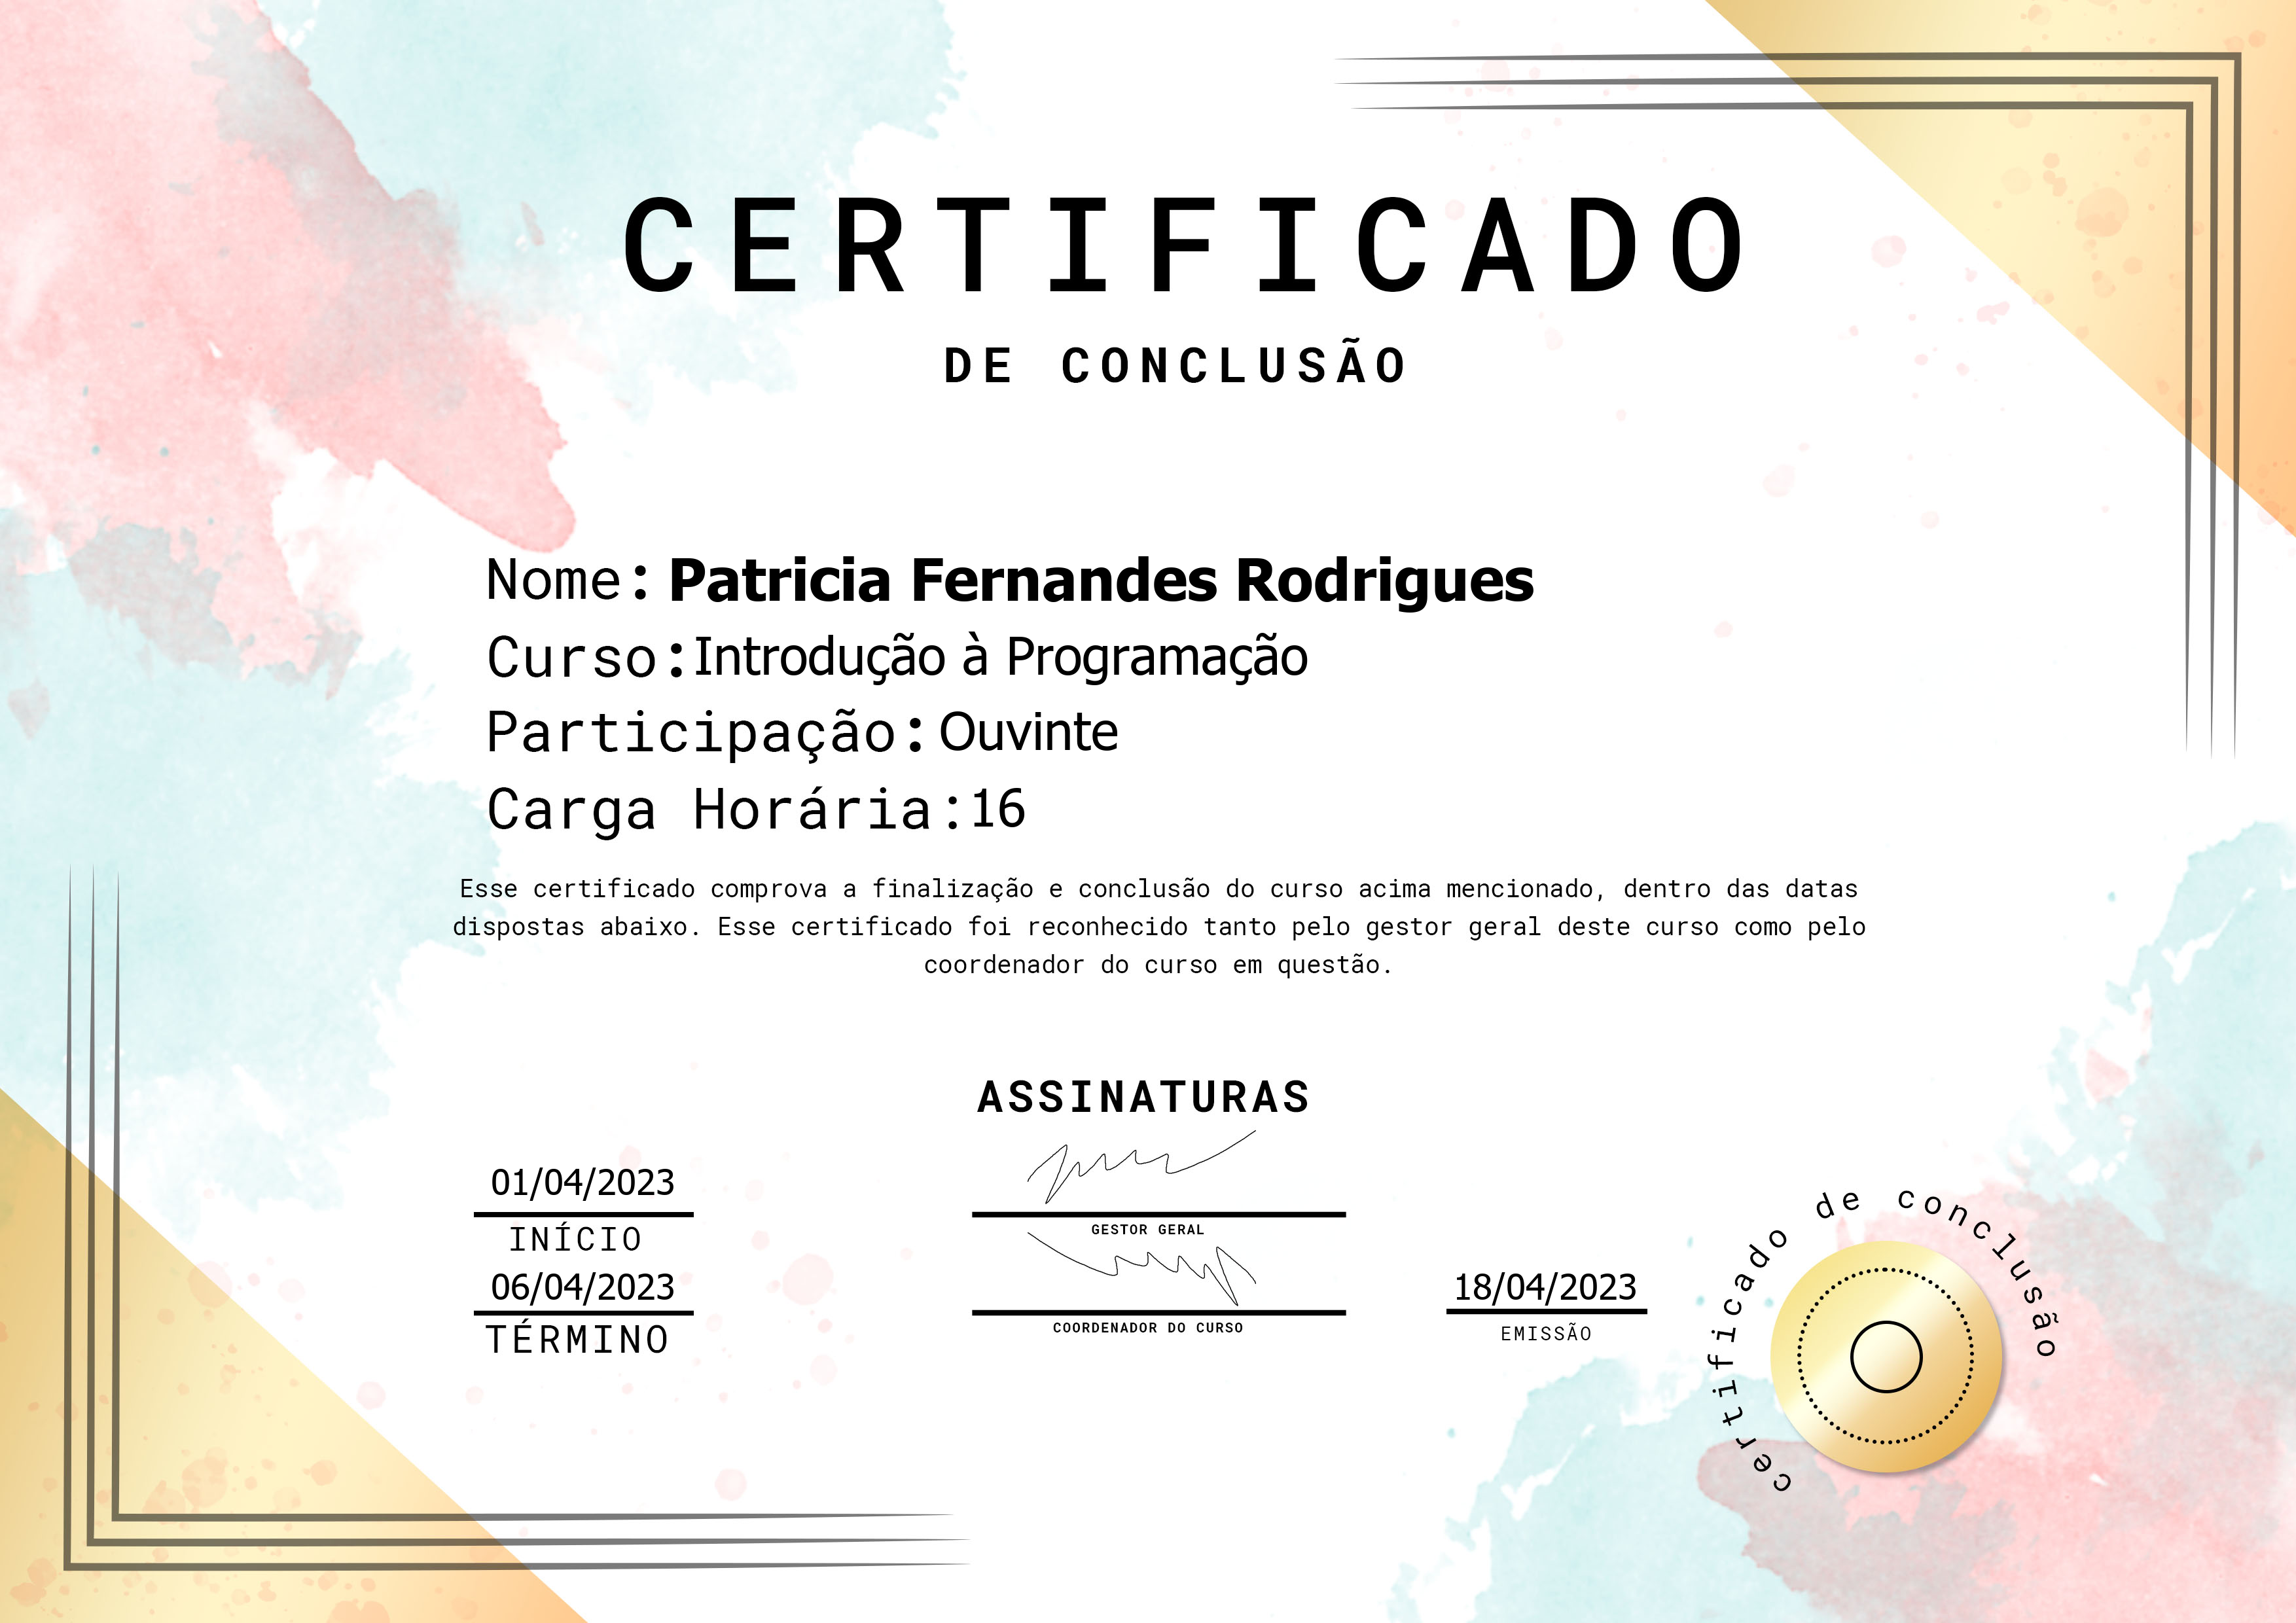 CERTIFICADO
DE CONCLUSÃO
Nome: Patricia Fernandes Rodrigues
Curso:Introdução à Programação
Participação: Ouvinte
Carga Horária:16
Esse certificado comprova a finalização e conclusão do curso acima mencionado, dentro das datas
dispostas abaixo. Esse certificado foi reconhecido tanto pelo gestor geral deste curso como pelo
coordenador do curso em questão.
ASSINATURAS
01/04/2023
INÍCIO
GESTOR GERAL
06/04/2023
TÉRMINO
COORDENADOR DO CURSO
18/04/2023
EMISSÃO
certificado de conclusão